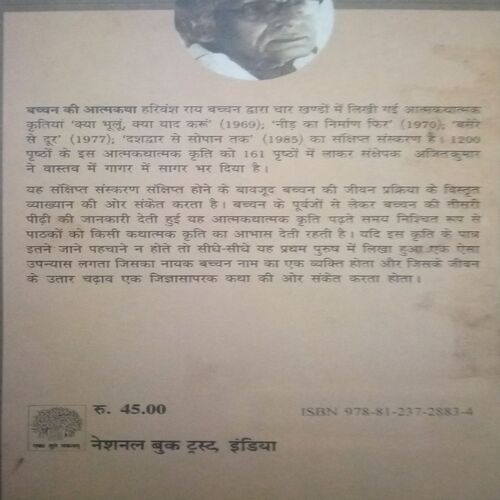 बच्चन की आत्मकथा हरिवंश राय बच्चन द्वारा चार खण्डों में लिखी गई आत्मकथात्मक
कृतियां 'क्या भूलूं, क्या याद करूं' (1969); 'नीड़ का निर्माण फिर' (1970); 'बसेरे
से दूर' (1977); 'दशद्वार से सोपान तक' (1985) का संक्षिप्त संस्करण है। 1200
पृष्ठों के इस आत्मकथात्मक कृति को 161 पृष्ठों में लाकर संक्षेपक अजितकुमार
ने वास्तव में गागर में सागर भर दिया है।
यह संक्षिप्त संस्करण संक्षिप्त होने के बावजूद बच्चन की जीवन प्रक्रिया के विस्तृत
व्याख्यान की ओर संकेत करता है। बच्चन के पूर्वजों से लेकर बच्चन की तीसरी
पीढ़ी की जानकारी देती हुई यह आत्मकथात्मक कृति पढ़ते समय निश्चित रूप से
पाठकों की किसी कथात्मक कृति का आभास देती रहती है। यदि इस कृति के पात्र
इतने जाने पहचाने न होते तो सीधे-सीधे यह प्रथम पुरुष में लिखा हुआ एक ऐसा
उपन्यास लगता जिसका नायक बच्चन नाम का एक व्यक्ति होता और जिसके जीवन
के उतार चढ़ाव एक जिज्ञासापरक कथा की ओर संकेत करता होता।
रु. 45.00
ISBN 978-81-237-2883-4
नेशनल बुक ट्रस्ट, इंडिया